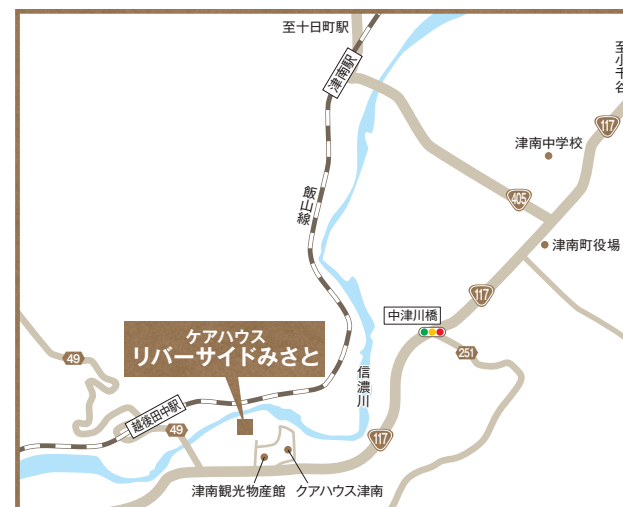 至十日町駅
津南駅
至小千谷
117
津南中学校
405
飯山線
津南町役場
117
中津川橋
251
ケアハウス
リバーサイドみさと
49
信濃川
越後田中駅
49
117
津南観光物産館
クアハウス津南